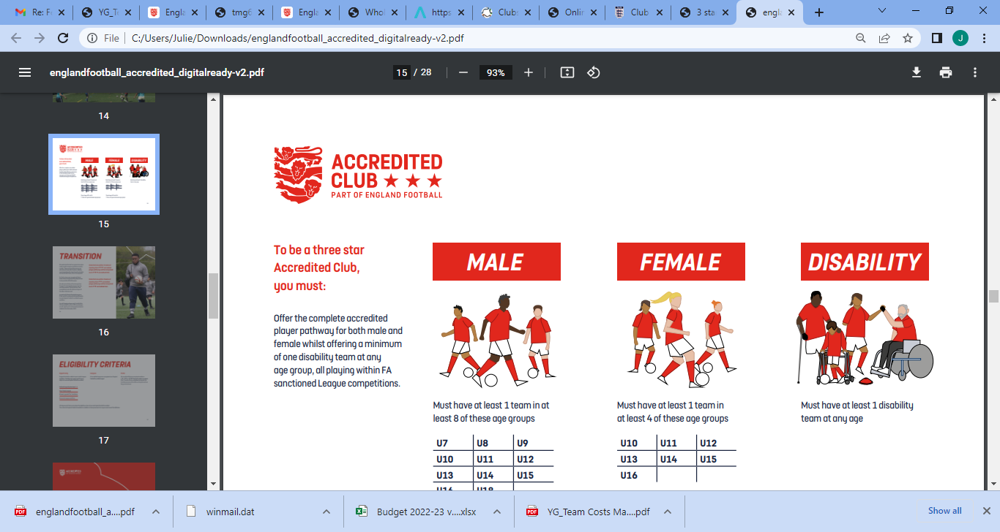 Re: F
YG_T
Engla
tmg6
Engla
Who
https
Clubs
Onlin
Club
3 sta
engla
File
C:/Users/Julie/Downloads/englandfootball_accredited_digitalready-v2.pdf
J
englandfootball_accredited_digitalready-v2.pdf
15 / 28
93%
14
MALE FEMALE DISABILITY
15
TRANSITION
16
ELIGIBILITY CRITERIA
17
ACCREDITED
CLUB ★ ★ ★
PART OF ENGLAND FOOTBALL
To be a three star
Accredited Club,
you must:
Offer the complete accredited
player pathway for both male and
female whilst offering a minimum
of one disability team at any
age group, all playing within FA
sanctioned League competitions.
MALE
Must have at least 1 team in at
least 8 of these age groups
U7 U8 U9
U10 U11 U12
U13 U14 U15
U16 U18
FEMALE
Must have at least 1 team in
at least 4 of these age groups
U10 U11 U12
U13 U14 U15
U16
DISABILITY
Must have at least 1 disability
team at any age
englandfootball_a....pdf
winmail.dat
Budget 2022-23 v....xlsx
YG_Team Costs Ma....pdf
Show all